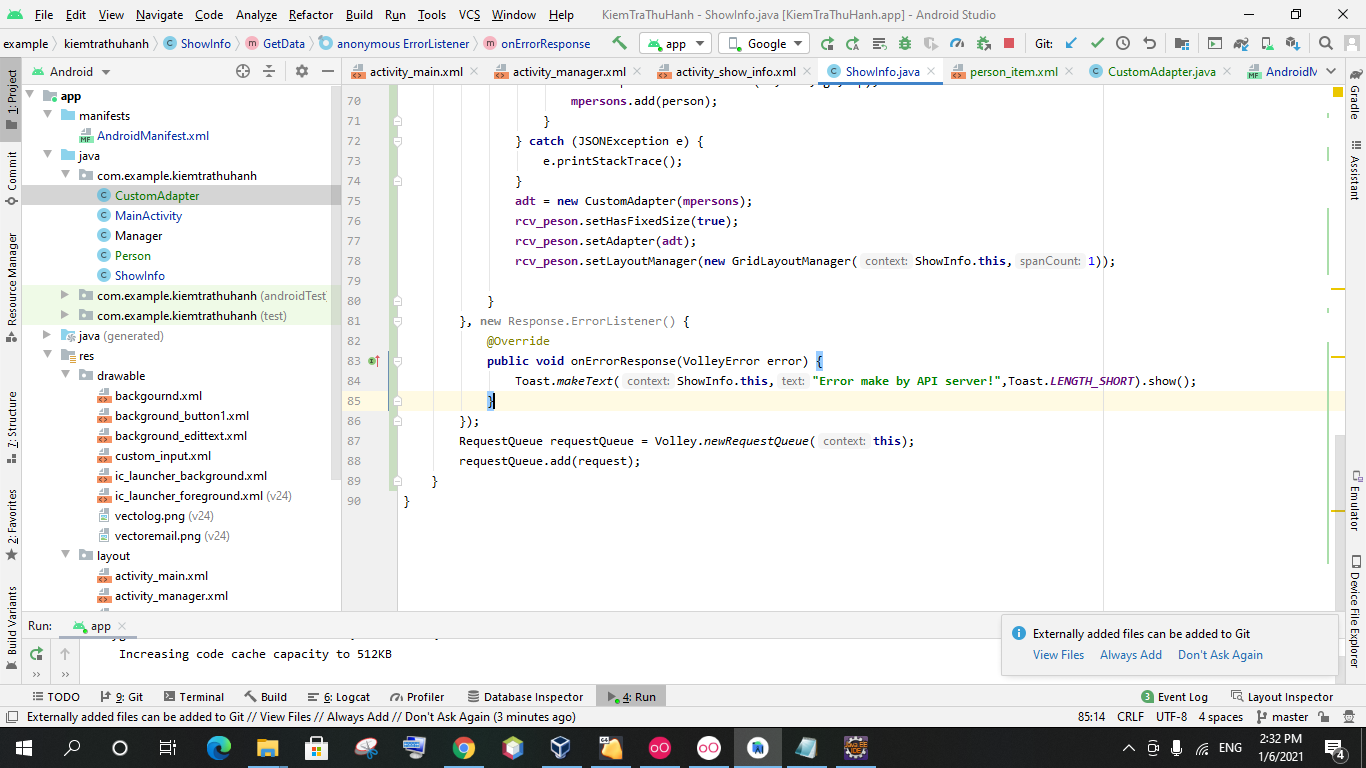 File Edit View Navigate Code Analyze Refactor Build Run Tools VCS Window Help KiemTraThuHanh - ShowInfo.java [KiemTraThuHanh.app] - Android Studio
example kiemtrathuhanh ShowInfo GetData anonymous ErrorListener onErrorResponse app Google Git:
Android activity_main.xml activity_manager.xml activity_show_info.xml ShowInfo.java person_item.xml CustomAdapter.java AndroidM
1: Project
Commit
Resource Manager
7: Structure
2: Favorites
Build Variants
app
manifests
AndroidManifest.xml
java
com.example.kiemtrathuhanh
CustomAdapter
MainActivity
Manager
Person
ShowInfo
com.example.kiemtrathuhanh (androidTest
com.example.kiemtrathuhanh (test)
java (generated)
res
drawable
backgournd.xml
background_button1.xml
background_edittext.xml
custom_input.xml
ic_launcher_background.xml
ic_launcher_foreground.xml (v24)
vectolog.png (v24)
vectoremail.png (v24)
layout
activity_main.xml
activity_manager.xml
70 mpersons.add(person);
71 }
72 } catch (JSONException e) {
73 e.printStackTrace();
74 }
75 adt = new CustomAdapter(mpersons);
76 rcv_peson.setHasFixedSize(true);
77 rcv_peson.setAdapter(adt);
78 rcv_peson.setLayoutManager(new GridLayoutManager( context: ShowInfo.this, spanCount: 1));
79
80 }
81 }, new Response.ErrorListener() {
82 @Override
83 public void onErrorResponse(VolleyError error) {
84 Toast.makeText( context: ShowInfo.this, text: "Error make by API server!",Toast.LENGTH_SHORT).show();
85 }
86 });
87 RequestQueue requestQueue = Volley.newRequestQueue( context: this);
88 requestQueue.add(request);
89 }
90 }
Gradle
Assistant
Emulator
Device File Explorer
Run: app
Increasing code cache capacity to 512KB
Externally added files can be added to Git
View Files Always Add Don't Ask Again
TODO 9: Git Terminal Build 6: Logcat Profiler Database Inspector 4: Run 3 Event Log Layout Inspector
Externally added files can be added to Git // View Files // Always Add // Don't Ask Again (3 minutes ago) 85:14 CRLF UTF-8 4 spaces master
ENG
2:32 PM
1/6/2021
4